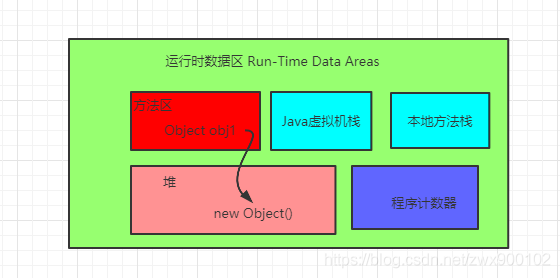 运行时数据区 Run-Time Data Areas
方法区
Object obj1
Java虚拟机栈
本地方法栈
堆
new Object()
程序计数器
https://blog.csdn.net/zwx900102